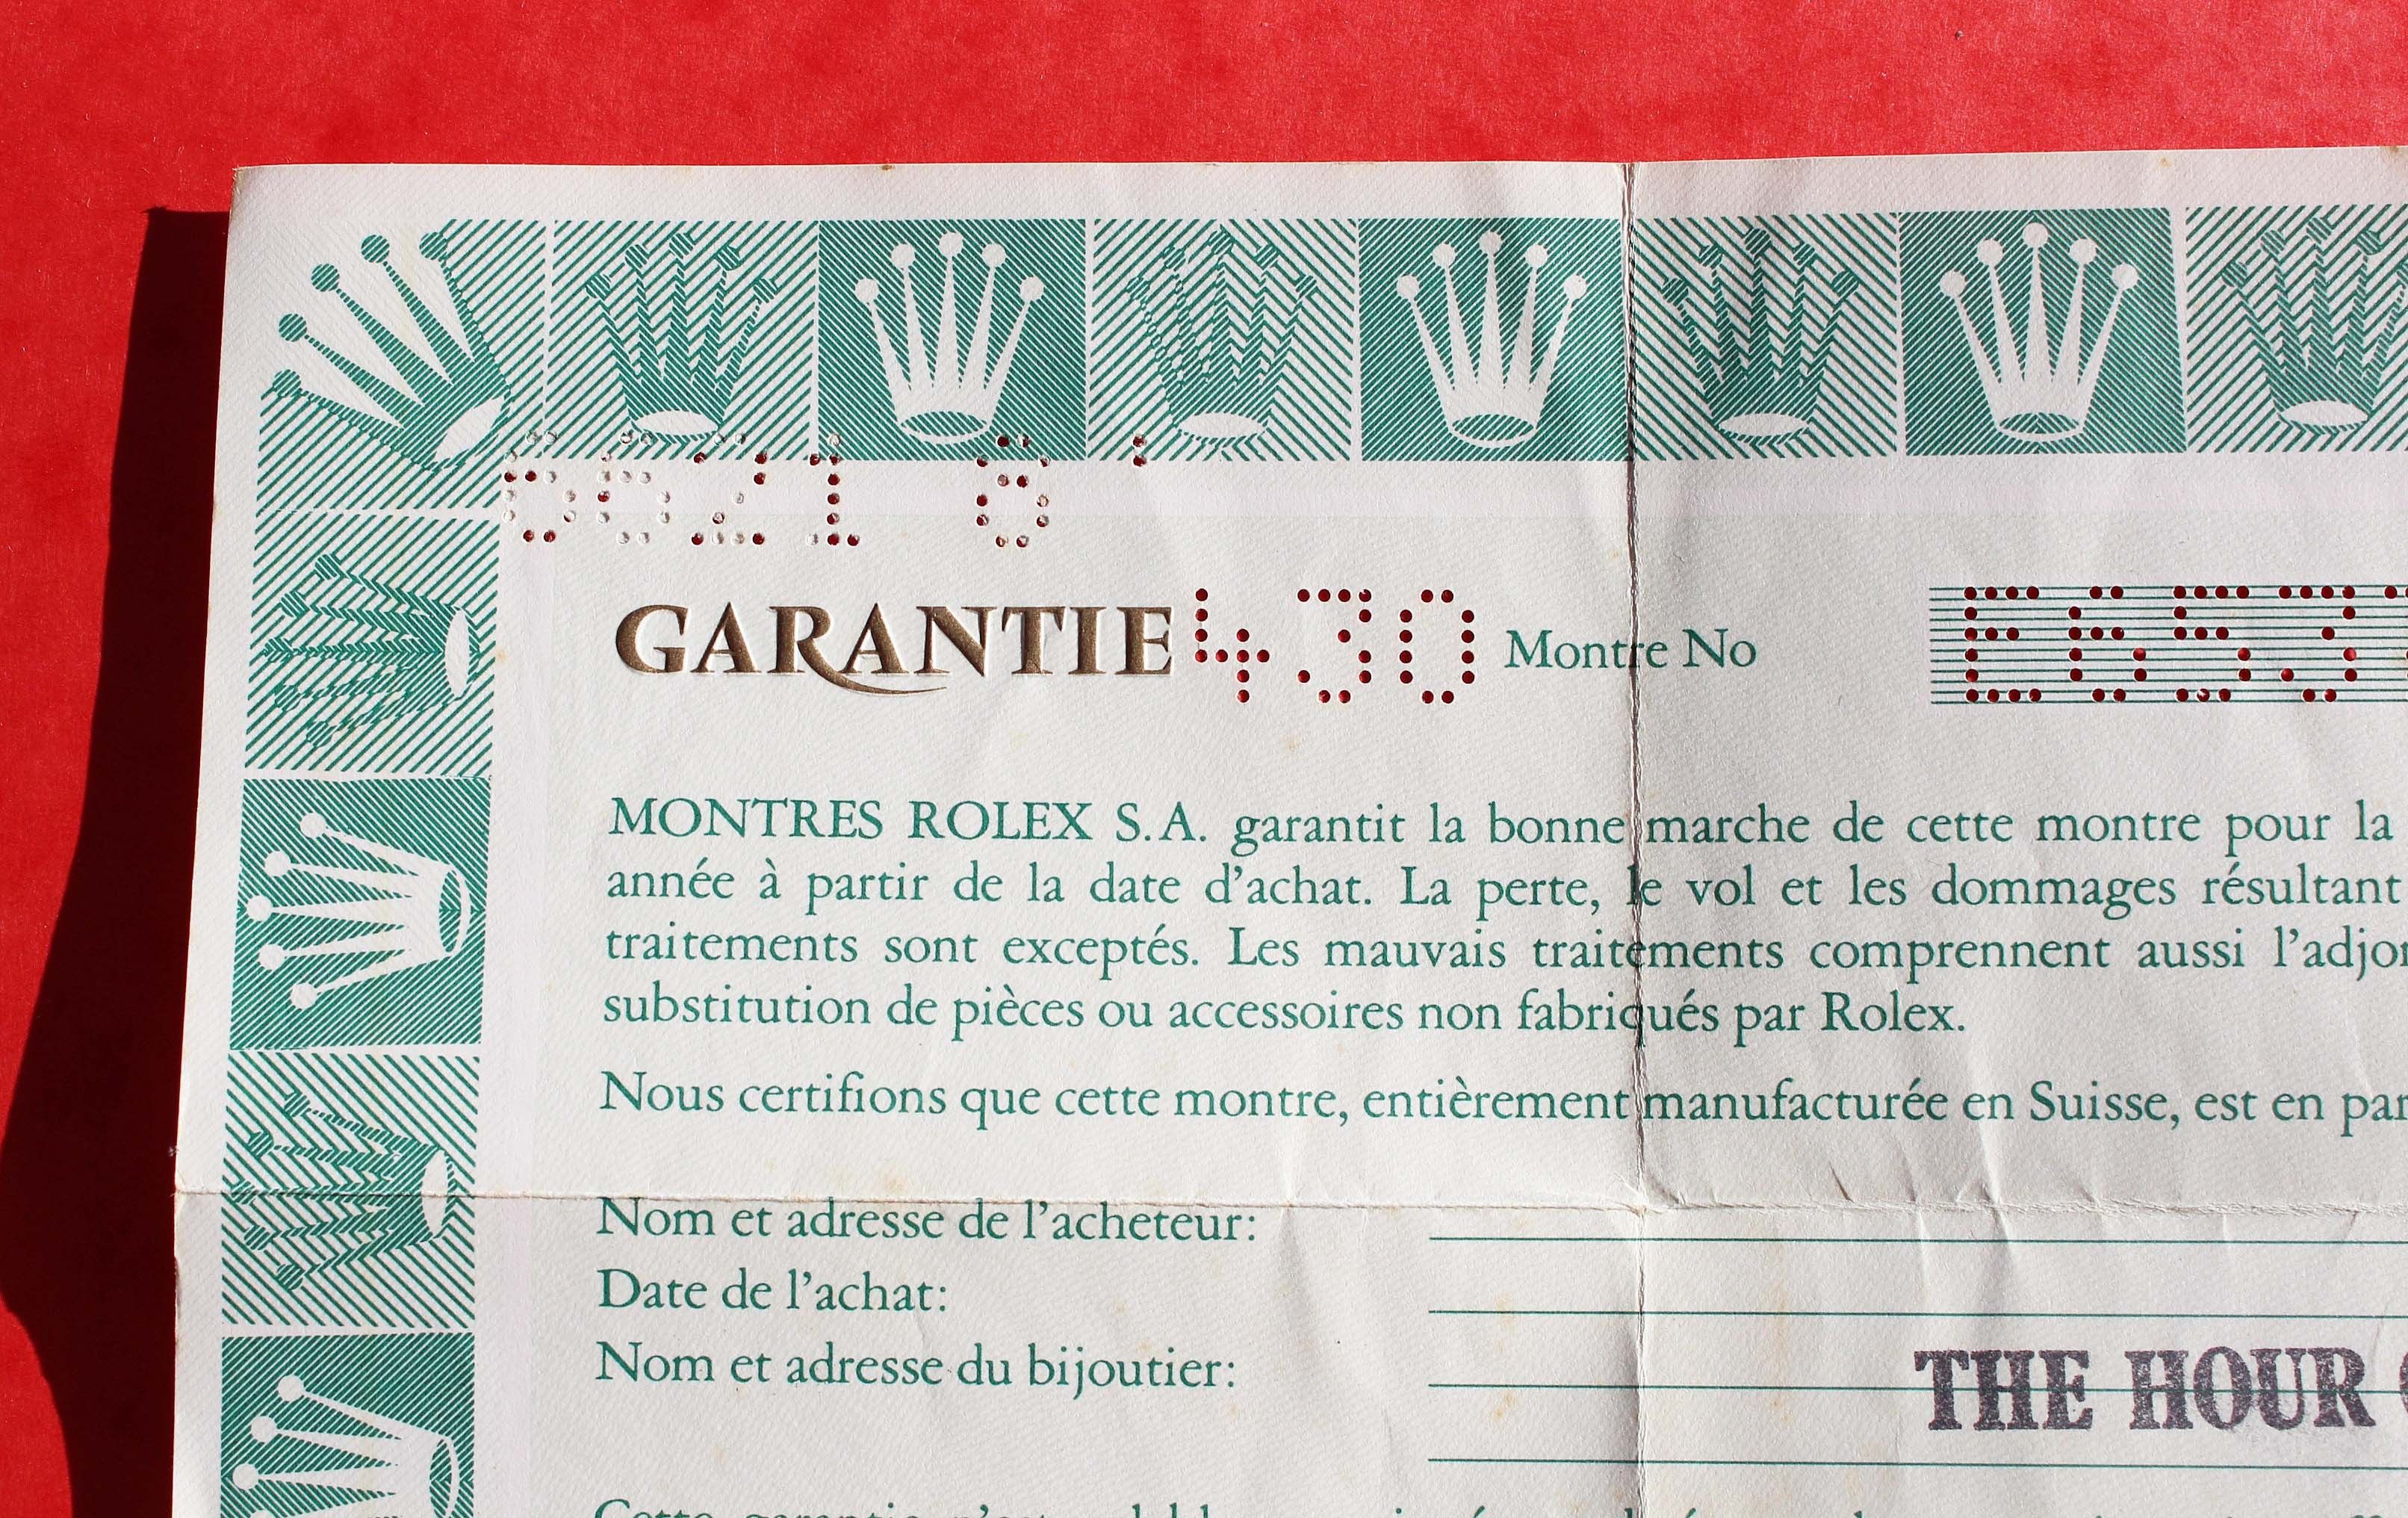 GARANTIE 430 Montre No E653
MONTRES ROLEX S.A. garantit la bonne marche de cette montre pour la
année à partir de la date d'achat. La perte, le vol et les dommages résultant
traitements sont exceptés. Les mauvais traitements comprennent aussi l'adjo
substitution de pièces ou accessoires non fabriqués par Rolex.
Nous certifions que cette montre, entièrement manufacturée en Suisse, est en par
Nom et adresse de l'acheteur:
Date de l'achat:
Nom et adresse du bijoutier:
THE HOUR